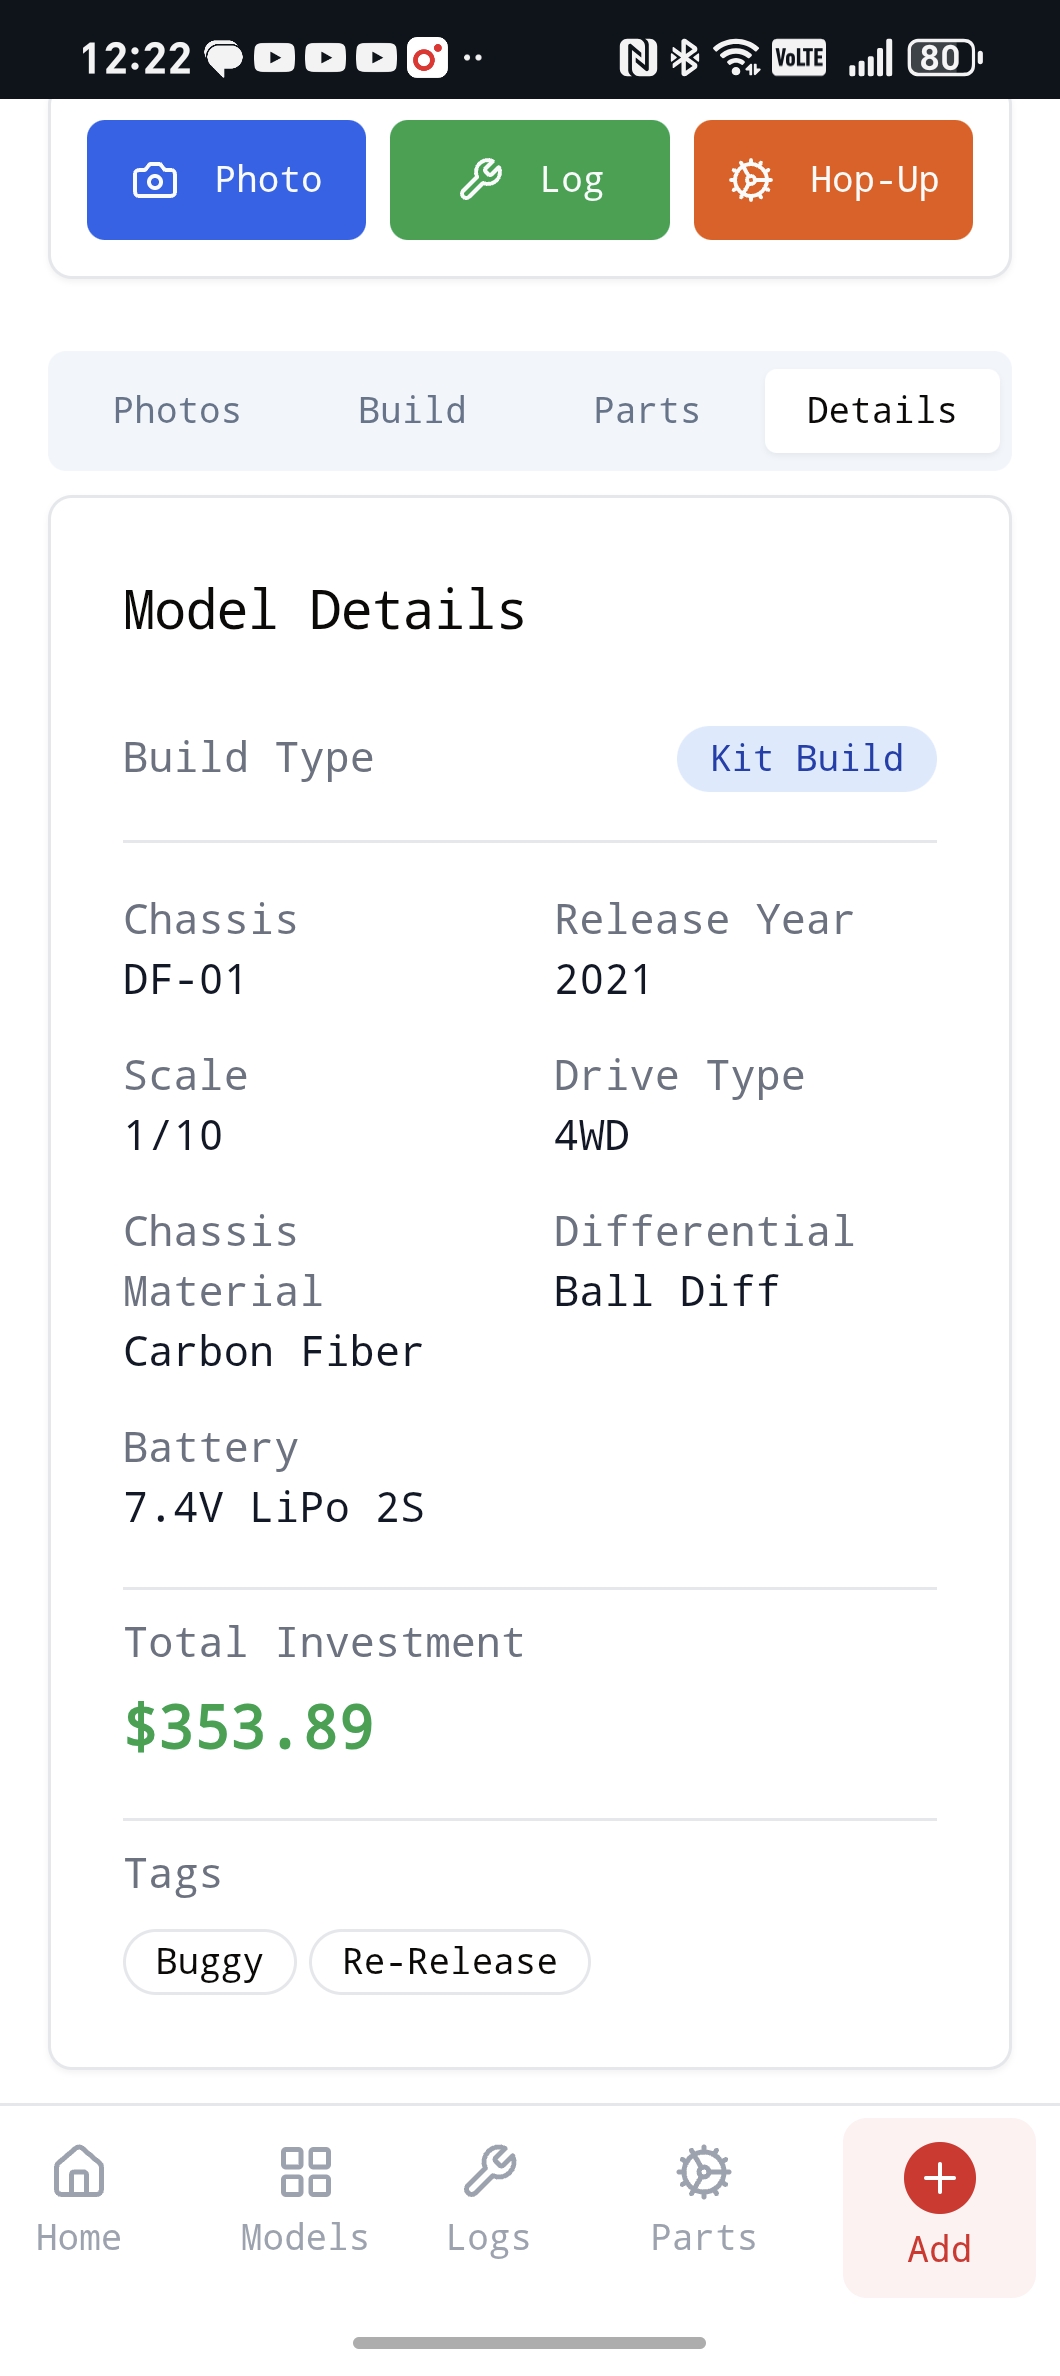 12:22
VoLTE
80
Photo
Log
Hop-Up
Photos
Build
Parts
Details
Model Details
Build Type
Kit Build
Chassis
DF-01
Release Year
2021
Scale
1/10
Drive Type
4WD
Chassis
Material
Carbon Fiber
Differential
Ball Diff
Battery
7.4V LiPo 2S
Total Investment
$353.89
Tags
Buggy
Re-Release
Home
Models
Logs
Parts
Add